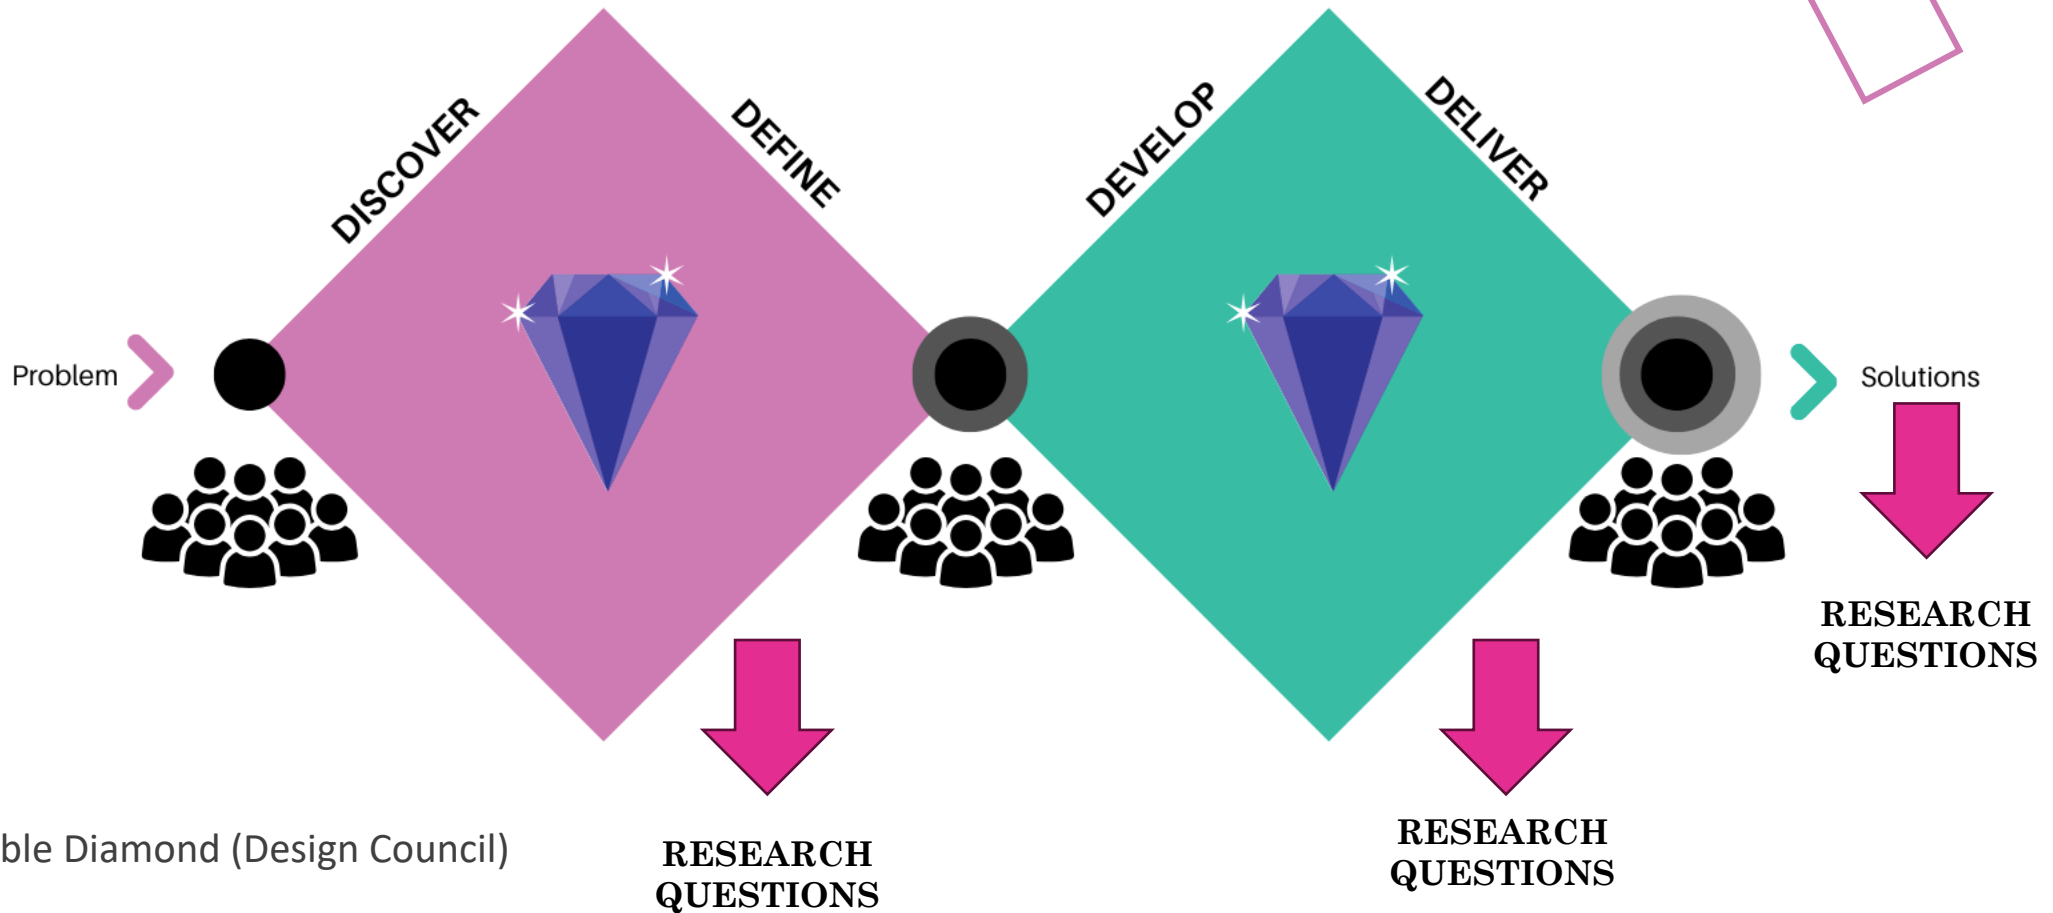 DISCOVER
DEFINE
DEVELOP
DELIVER
Problem
Solutions
RESEARCH
QUESTIONS
RESEARCH
QUESTIONS
RESEARCH
QUESTIONS
ble Diamond (Design Council)